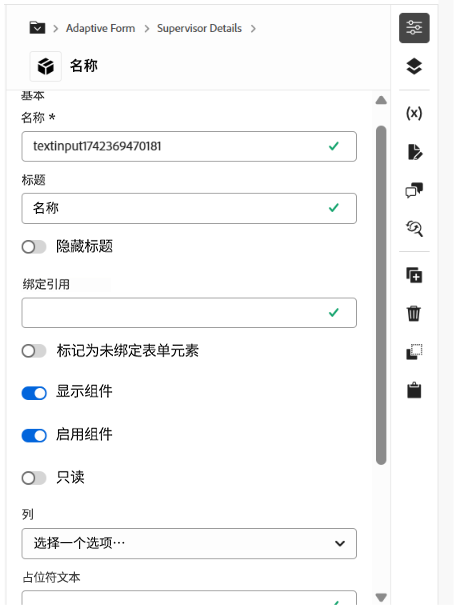 Adaptive Form > Supervisor Details >
名称
基本
名称 *
textinput1742369470181
标题
名称
隐藏标题
绑定引用
标记为未绑定表单元素
显示组件
启用组件
只读
列
选择一个选项…
占位符文本
(x)